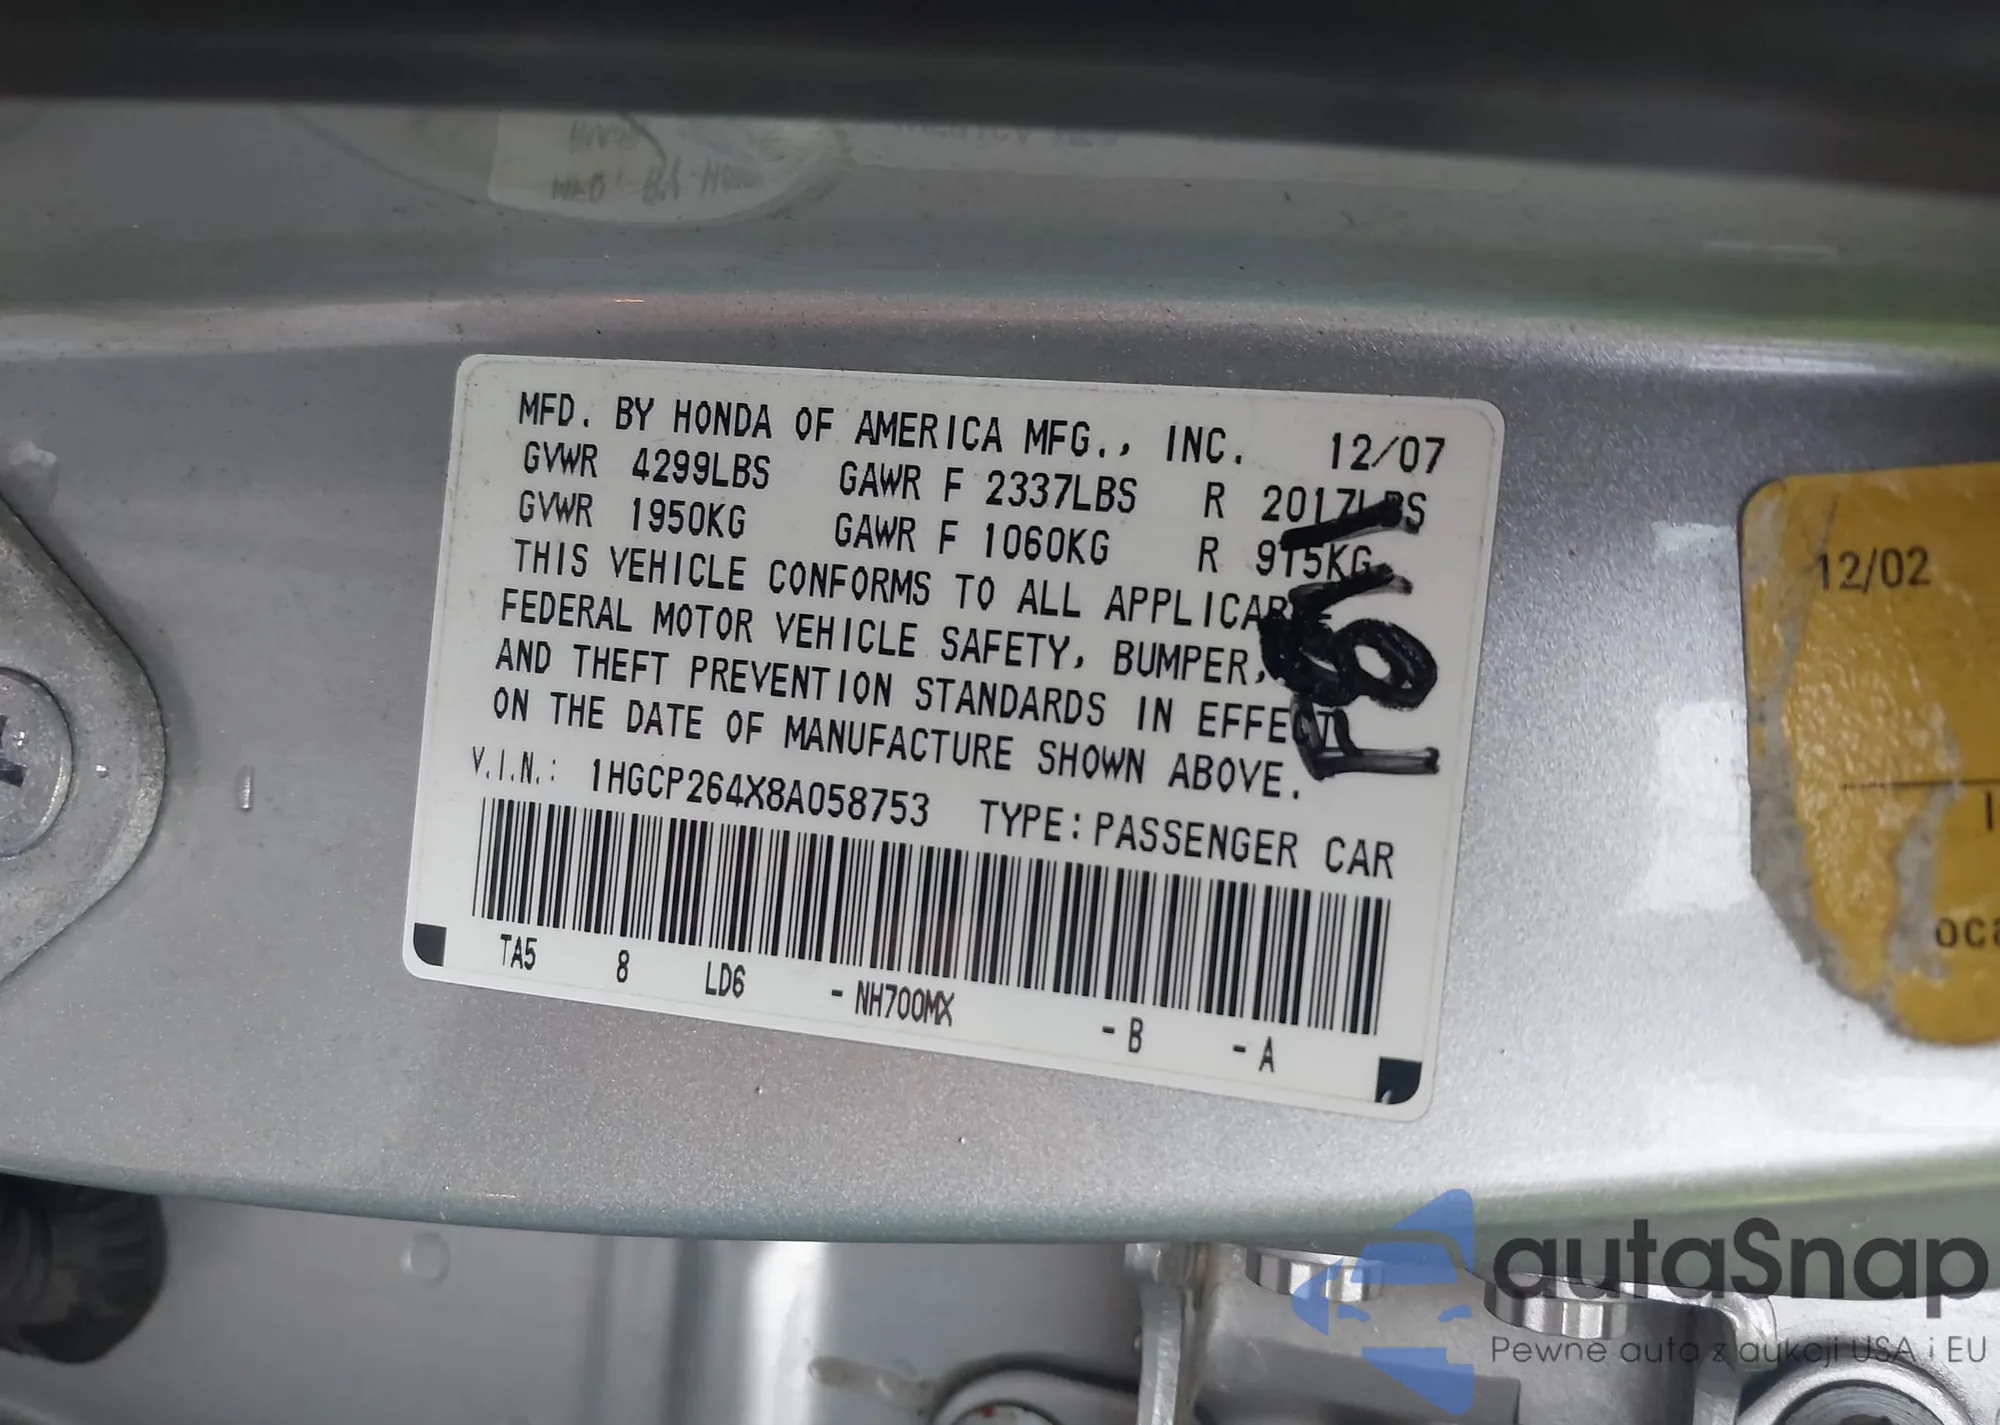 MFD. BY HONDA OF AMERICA MFG., INC. 12/07
GVWR 4299LBS GAWR F 2337LBS R 2017LBS
GVWR 1950KG GAWR F 1060KG R 915KG
THIS VEHICLE CONFORMS TO ALL APPLICABLE
FEDERAL MOTOR VEHICLE SAFETY, BUMPER,
AND THEFT PREVENTION STANDARDS IN EFFECT
ON THE DATE OF MANUFACTURE SHOWN ABOVE.
V.I.N.: 1HGCP264X8A058753 TYPE: PASSENGER CAR
TA5 8 LD6 - NH700MX - B - A
12/02
autaSnap
Pewne auta z aukcji USA i EU